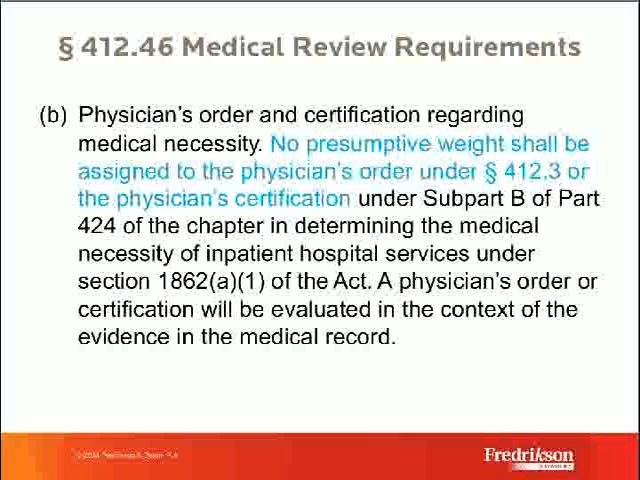 § 412.46 Medical Review Requirements
(b) Physician's order and certification regarding
medical necessity. No presumptive weight shall be
assigned to the physician's order under § 412.3 or
the physician's certification under Subpart B of Part
424 of the chapter in determining the medical
necessity of inpatient hospital services under
section 1862(a)(1) of the Act. A physician's order or
certification will be evaluated in the context of the
evidence in the medical record.
Fredrikson